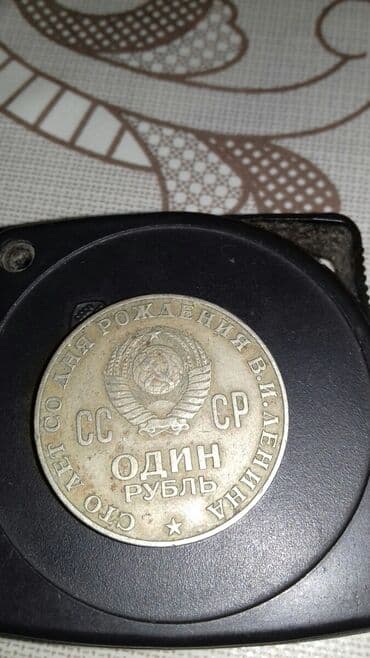 СТО ЛЕТ СО ДНЯ РОЖДЕНИЯ В.И.ЛЕНИНА
СС СР
ОДИН
РУБЛЬ